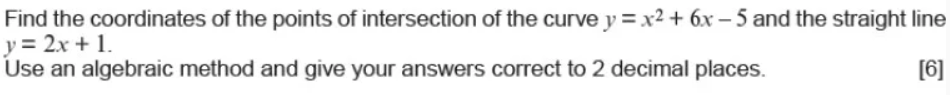 Find the coordinates of the points of intersection of the curve y = x² + 6x – 5 and the straight line
y = 2x + 1.
Use an algebraic method and give your answers correct to 2 decimal places. [6]